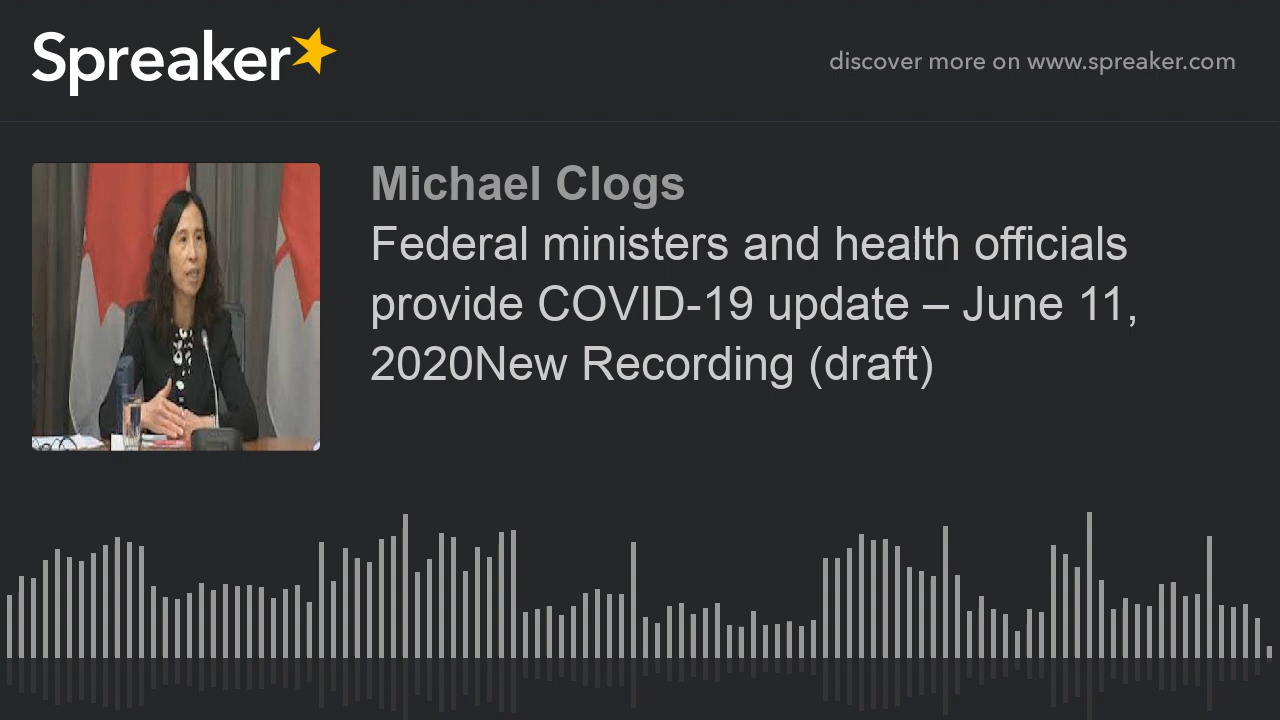 Spreaker
discover more on www.spreaker.com
Michael Clogs
Federal ministers and health officials
provide COVID-19 update – June 11,
2020New Recording (draft)